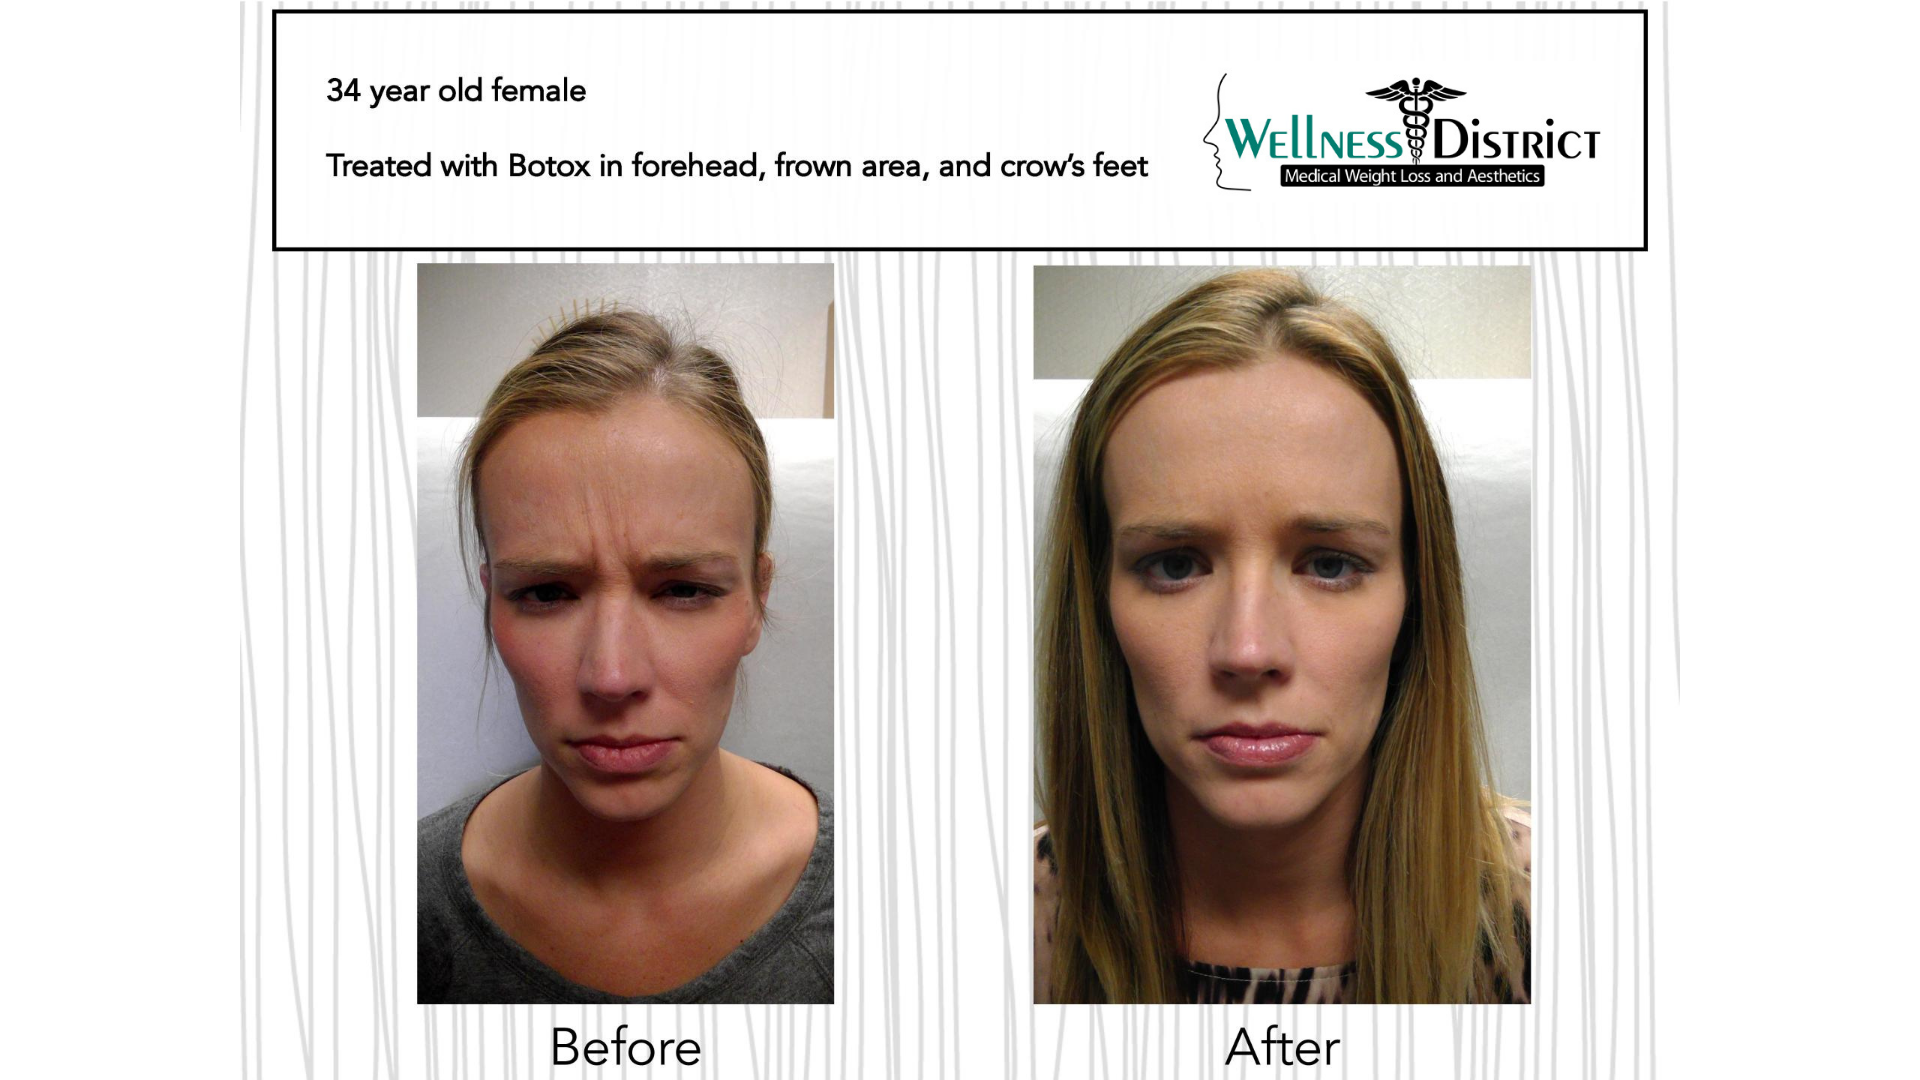 34 year old female
Treated with Botox in forehead, frown area, and crow's feet
Wellness District
Medical Weight Loss and Aesthetics
Before
After